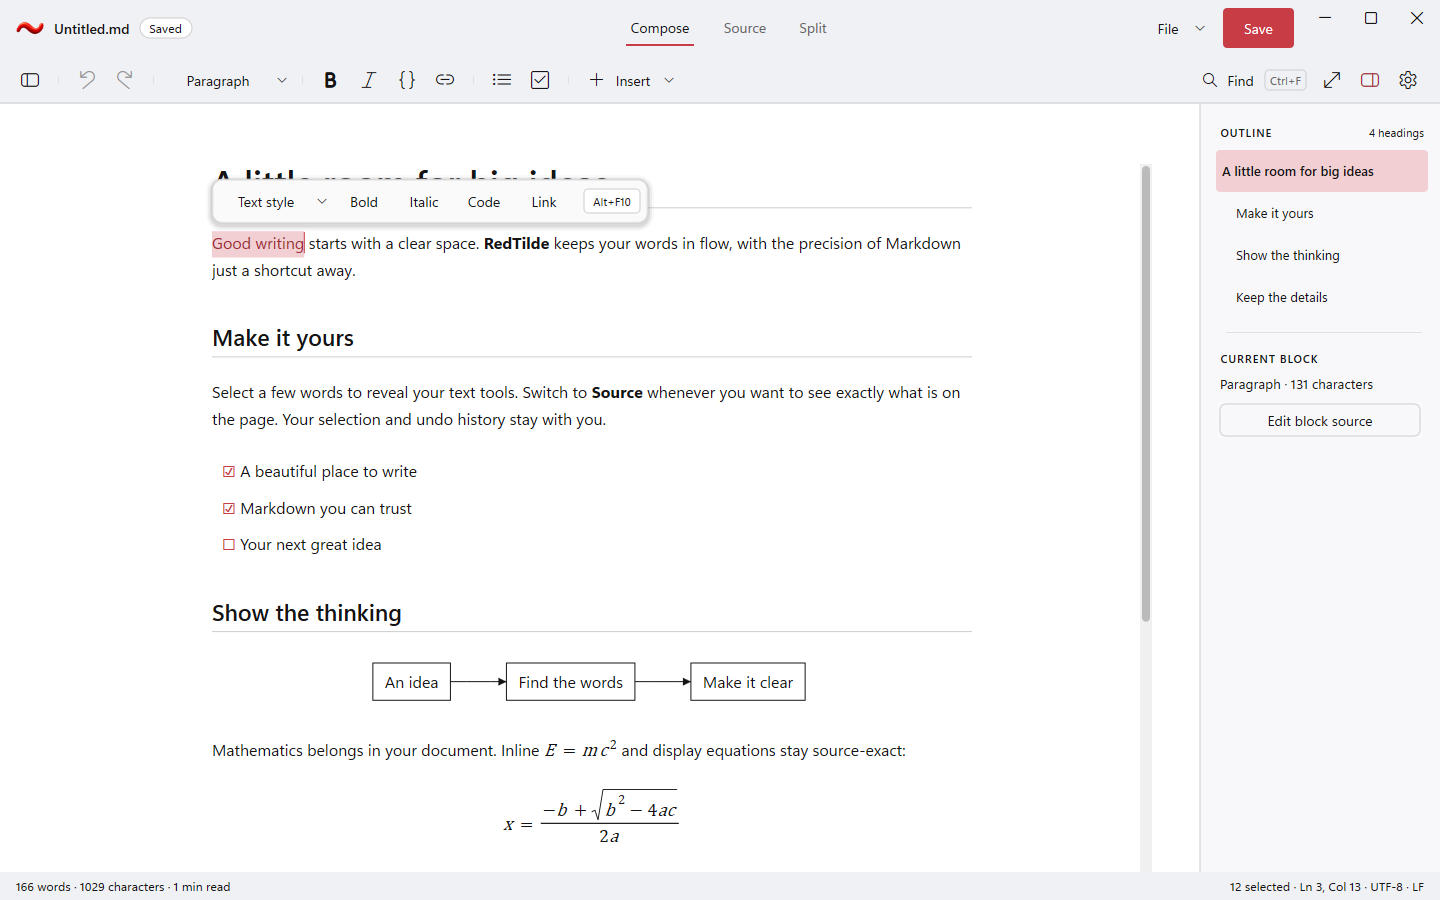 Untitled.md Saved Compose Source Split File Save
Paragraph B I {} Insert Find Ctrl+F
A little room for big ideas
Text style Bold Italic Code Link Alt+F10
Good writing starts with a clear space. RedTilde keeps your words in flow, with the precision of Markdown
just a shortcut away.
Make it yours
Select a few words to reveal your text tools. Switch to Source whenever you want to see exactly what is on
the page. Your selection and undo history stay with you.
☑ A beautiful place to write
☑ Markdown you can trust
☐ Your next great idea
Show the thinking
An idea Find the words Make it clear
Mathematics belongs in your document. Inline E = mc² and display equations stay source-exact:
x = (−b + √(b² − 4ac)) / 2a
OUTLINE 4 headings
A little room for big ideas
Make it yours
Show the thinking
Keep the details
CURRENT BLOCK
Paragraph · 131 characters
Edit block source
166 words · 1029 characters · 1 min read
12 selected · Ln 3, Col 13 · UTF-8 · LF